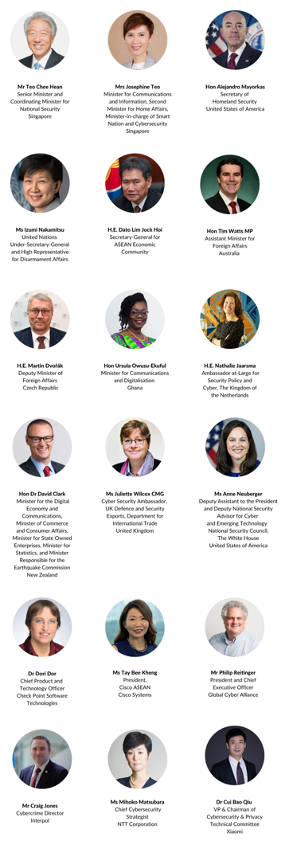 Mr Teo Chee Hean
Senior Minister and
Coordinating Minister for
National Security
Singapore
Mrs Josephine Teo
Minister for Communications
and Information, Second
Minister for Home Affairs,
Minister-in-charge of Smart
Nation and Cybersecurity
Singapore
Hon Alejandro Mayorkas
Secretary of
Homeland Security
United States of America
Ms Izumi Nakamitsu
United Nations
Under-Secretary-General
and High Representative
for Disarmament Affairs
H.E. Dato Lim Jock Hoi
Secretary-General for
ASEAN Economic
Community
Hon Tim Watts MP
Assistant Minister for
Foreign Affairs
Australia
H.E. Martin Dvořák
Deputy Minister of
Foreign Affairs
Czech Republic
Hon Ursula Owusu-Ekuful
Minister for Communications
and Digitalisation
Ghana
H.E. Nathalie Jaarsma
Ambassador at-Large for
Security Policy and
Cyber, The Kingdom of
the Netherlands
Hon Dr David Clark
Minister for the Digital
Economy and
Communications,
Minister of Commerce
and Consumer Affairs,
Minister for State Owned
Enterprises, Minister for
Statistics, and Minister
Responsible for the
Earthquake Commission
New Zealand
Ms Juliette Wilcox CMG
Cyber Security Ambassador,
UK Defence and Security
Exports, Department for
International Trade
United Kingdom
Ms Anne Neuberger
Deputy Assistant to the President
and Deputy National Security
Advisor for Cyber
and Emerging Technology
National Security Council,
The White House
United States of America
Dr Dorit Dor
Chief Product and
Technology Officer
Check Point Software
Technologies
Ms Tay Bee Kheng
President,
Cisco ASEAN
Cisco Systems
Mr Philip Reitinger
President and Chief
Executive Officer
Global Cyber Alliance
Mr Craig Jones
Cybercrime Director
Interpol
Ms Mihoko Matsubara
Chief Cybersecurity
Strategist
NTT Corporation
Dr Cui Bao Qiu
VP & Chairman of
Cybersecurity & Privacy
Technical Committee
Xiaomi